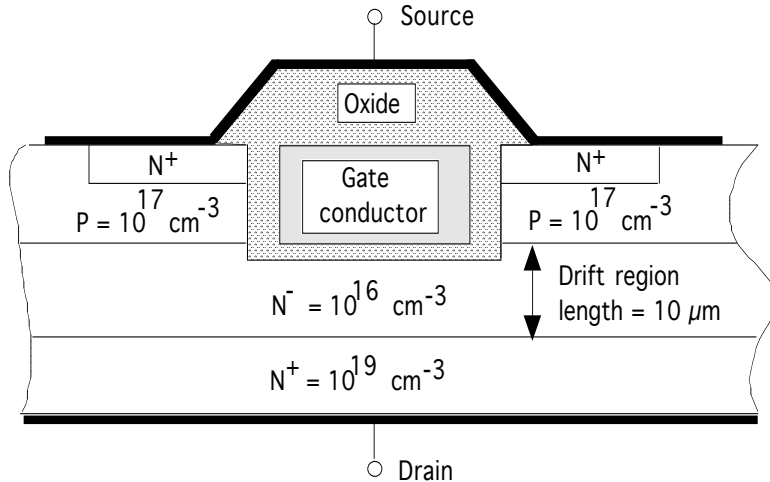 Source
Oxide
N+
N+
Gate
conductor
P = 10^17 cm^-3
P = 10^17 cm^-3
Drift region
length = 10 µm
N^- = 10^16 cm^-3
N^+ = 10^19 cm^-3
Drain